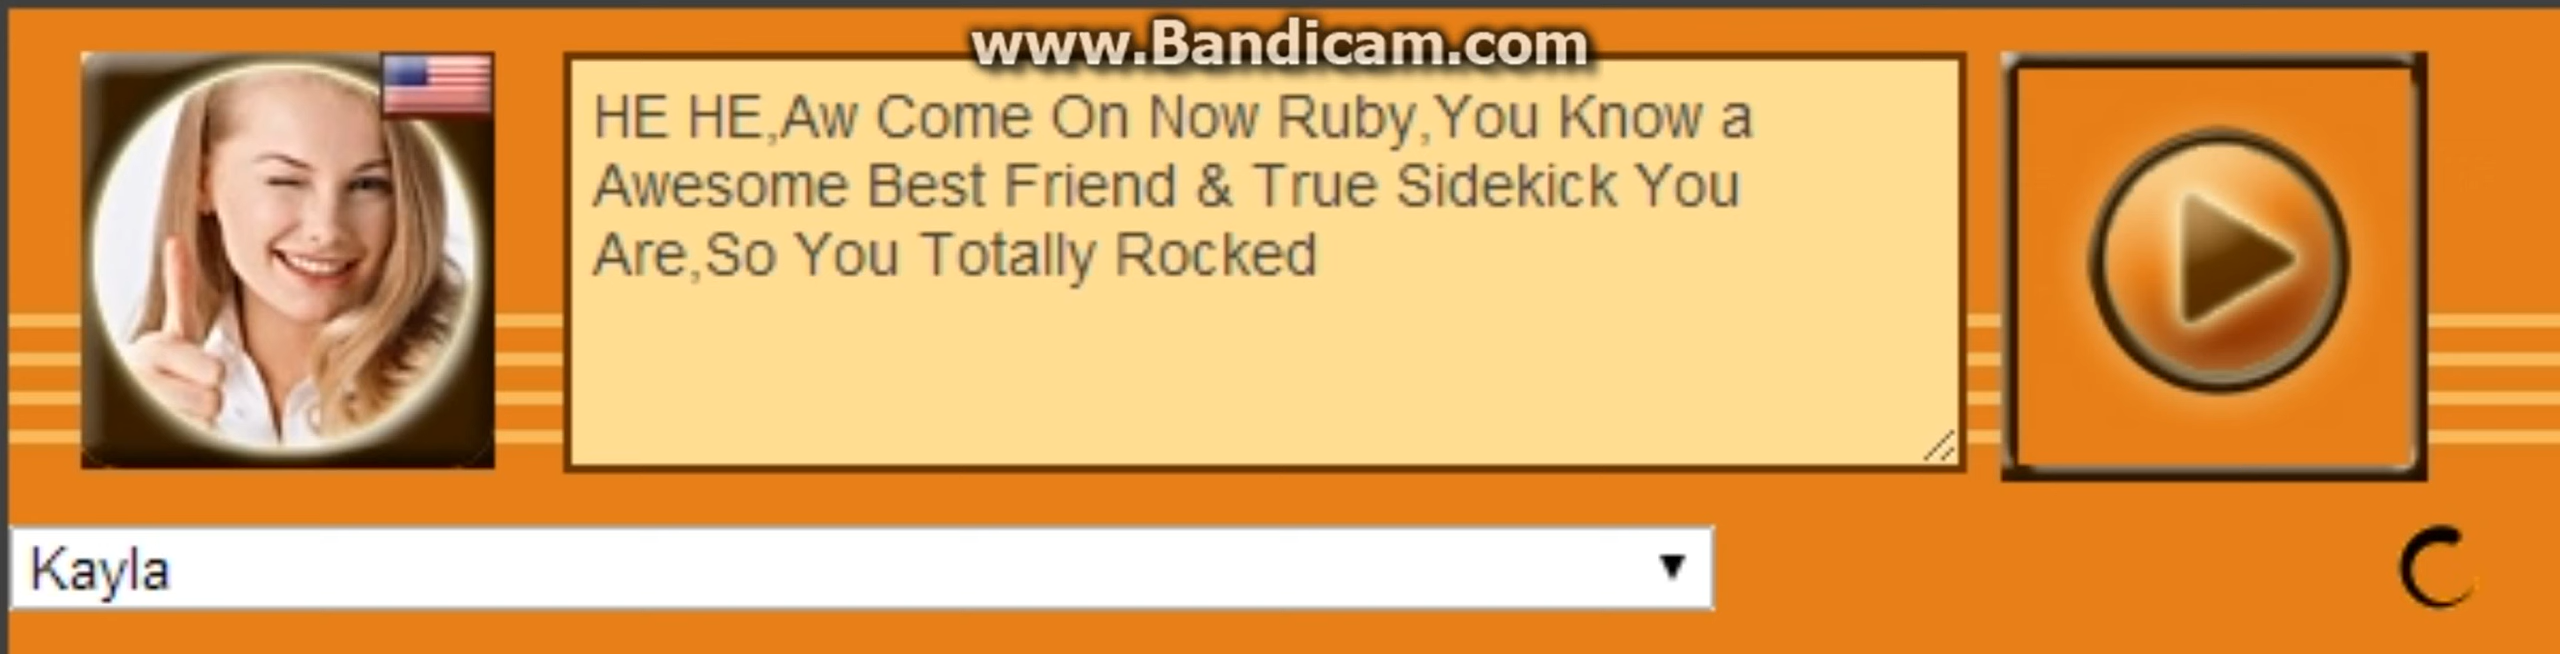 www.Bandicam.com
HE HE,Aw Come On Now Ruby,You Know a
Awesome Best Friend & True Sidekick You
Are,So You Totally Rocked
Kayla